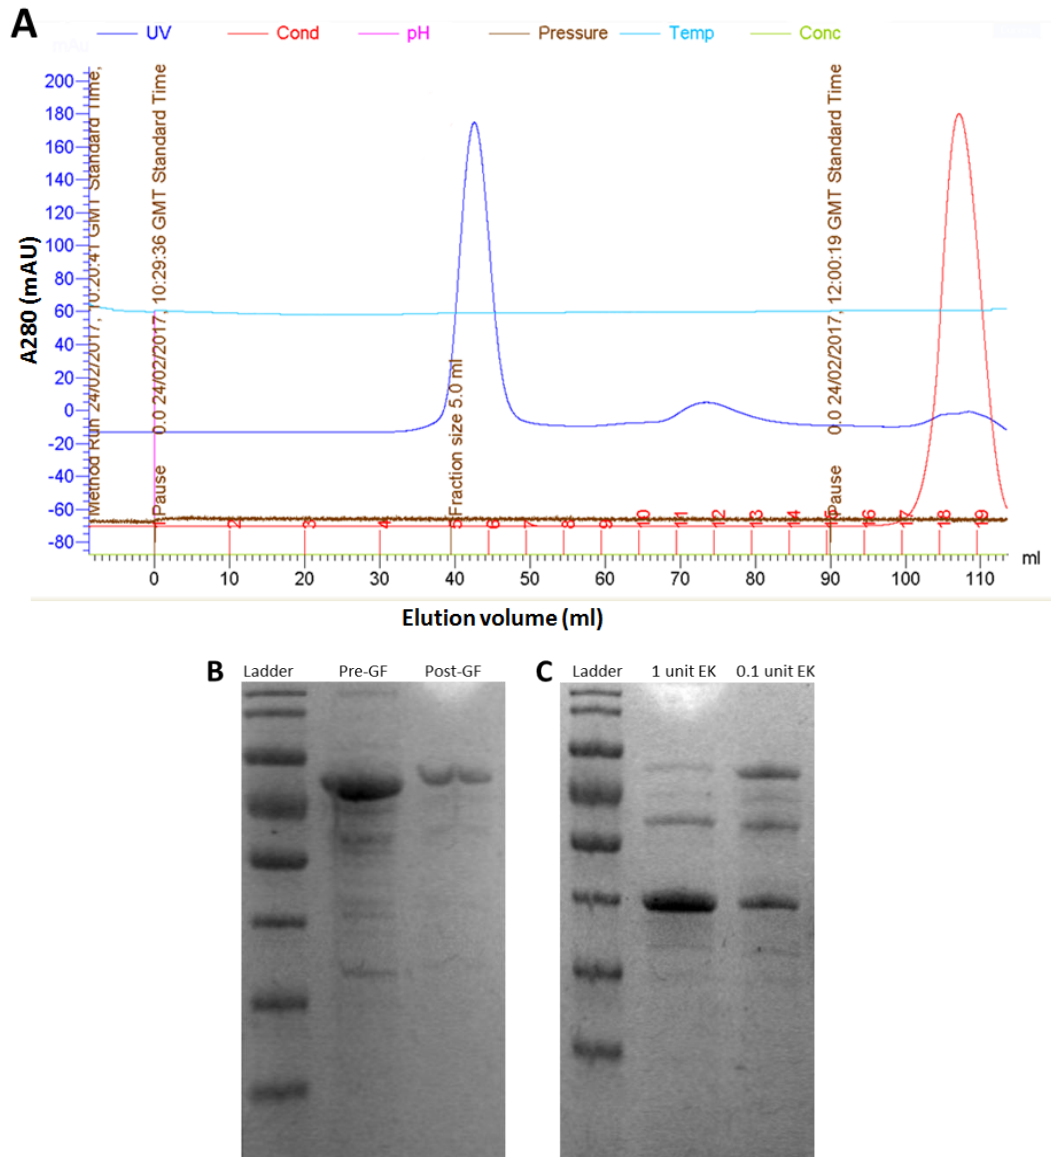 A
UV Cond pH Pressure Temp Conc
mAu
A280 (mAU)
200
180
160
140
120
100
80
60
40
20
0
-20
-40
-60
-80
Method Run 24/02/2017, 10:20:41 GMT Standard Time,
Pause 0.0 24/02/2017, 10:29:36 GMT Standard Time
Fraction size 5.0 ml
Pause 0.0 24/02/2017, 12:00:19 GMT Standard Time
1 2 3 4 5 6 7 8 9 10 11 12 13 14 15 16 17 18 19
0 10 20 30 40 50 60 70 80 90 100 110 ml
Elution volume (ml)
B Ladder Pre-GF Post-GF
C Ladder 1 unit EK 0.1 unit EK